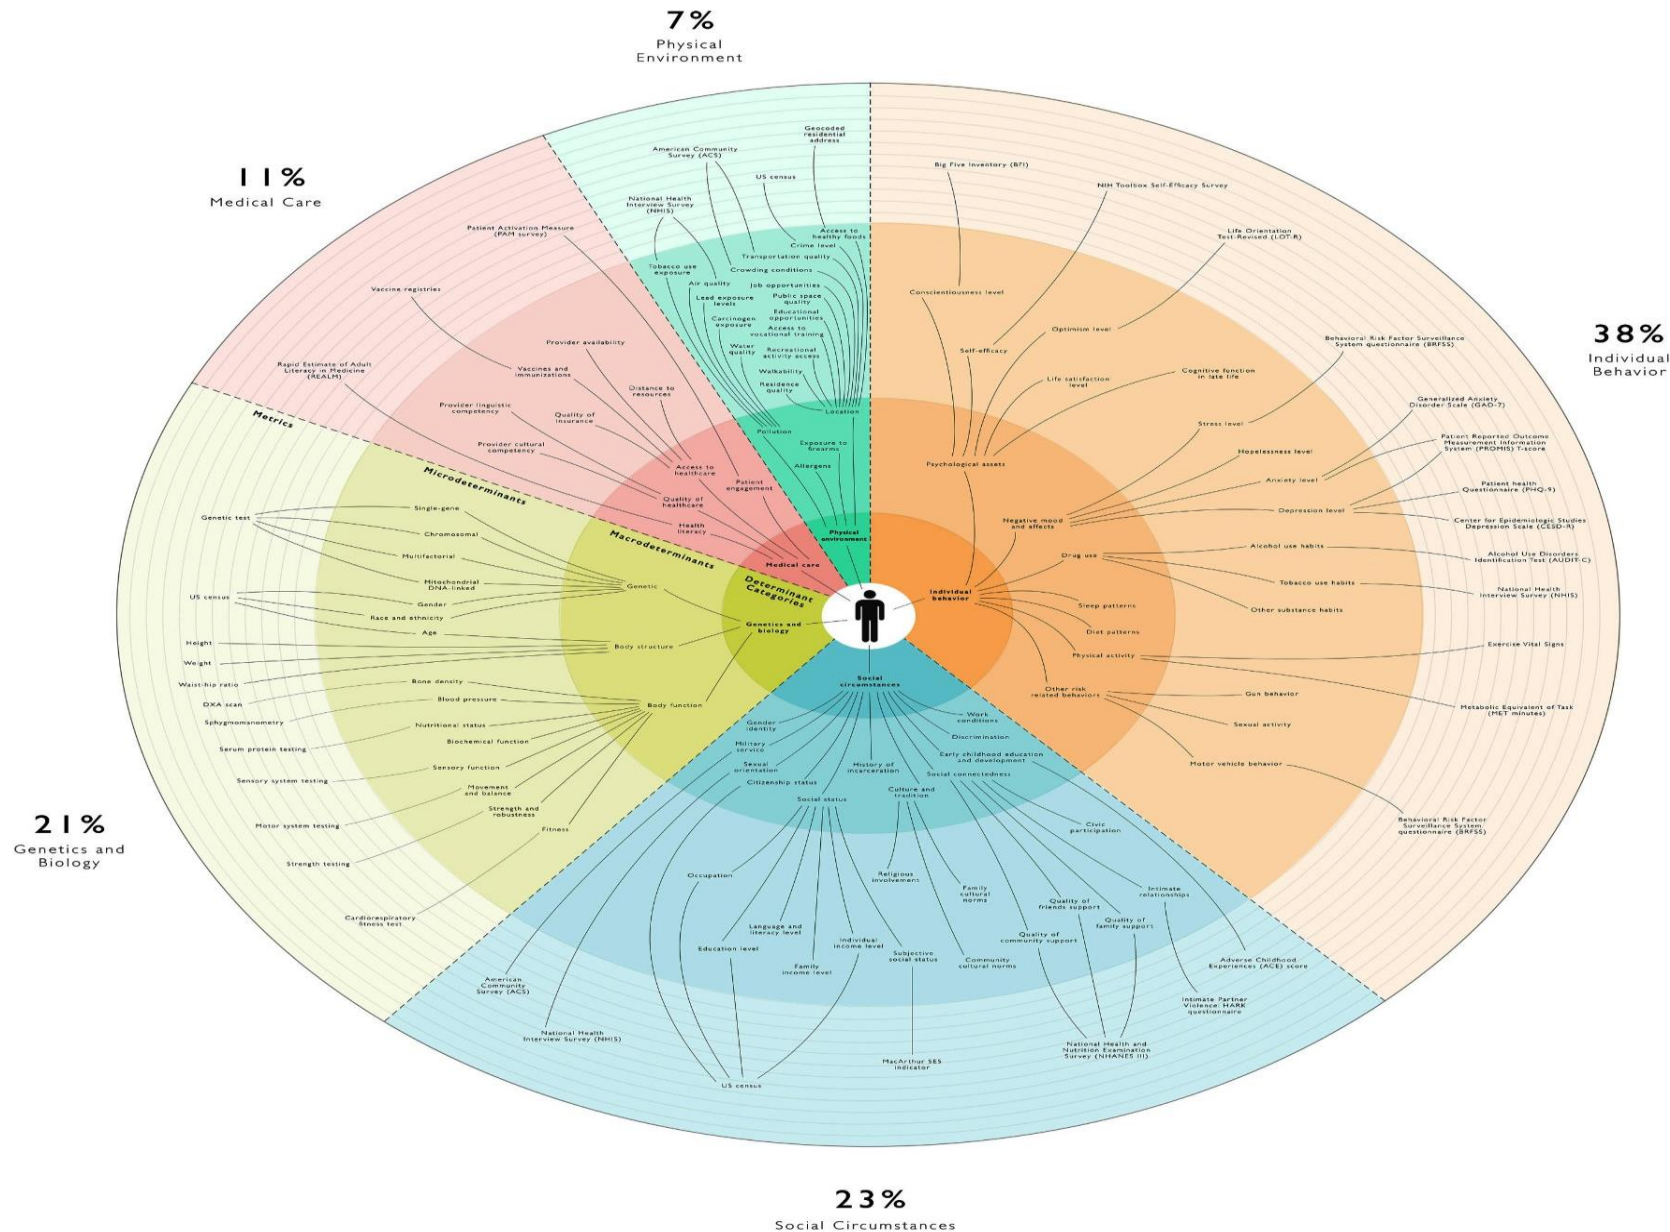 7%
Physical
Environment
11%
Medical Care
38%
Individual
Behavior
21%
Genetics and
Biology
23%
Social Circumstances
Metrics
Microdeterminants
Macrodeterminants
Determinant
Categories
Geocoded
residential
address
American Community
Survey (ACS)
US census
National Health
Interview Survey
(NHIS)
Access to
healthy foods
Crime level
Transportation quality
Tobacco use
exposure
Crowding conditions
Air quality
Job opportunities
Lead exposure
levels
Public space
quality
Educational
opportunities
Carcinogen
exposure
Access to
vocational training
Water
quality
Recreational
activity access
Walkability
Residence
quality
Location
Pollution
Exposure to
firearms
Allergens
Physical
environment
Patient Activation Measure
(PAM survey)
Vaccine registries
Rapid Estimate of Adult
Literacy in Medicine
(REALM)
Provider availability
Vaccines and
immunizations
Distance to
resources
Provider linguistic
competency
Quality of
insurance
Provider cultural
competency
Access to
healthcare
Patient
engagement
Quality of
healthcare
Health
literacy
Medical care
Big Five Inventory (BFI)
NIH Toolbox Self-Efficacy Survey
Life Orientation
Test-Revised (LOT-R)
Conscientiousness level
Optimism level
Self-efficacy
Life satisfaction
level
Cognitive function
in late life
Psychological assets
Behavioral Risk Factor Surveillance
System questionnaire (BRFSS)
Generalized Anxiety
Disorder Scale (GAD-7)
Stress level
Patient Reported Outcome
Measurement Information
System (PROMIS) T-score
Hopelessness level
Anxiety level
Patient health
Questionnaire (PHQ-9)
Depression level
Center for Epidemiologic Studies
Depression Scale (CESD-R)
Negative mood
and affects
Drug use
Alcohol use habits
Alcohol Use Disorders
Identification Test (AUDIT-C)
Tobacco use habits
National Health
Interview Survey (NHIS)
Other substance habits
Individual
behavior
Sleep patterns
Diet patterns
Physical activity
Exercise Vital Signs
Metabolic Equivalent of Task
(MET minutes)
Other risk
related behaviors
Gun behavior
Sexual activity
Motor vehicle behavior
Behavioral Risk Factor
Surveillance System
questionnaire (BRFSS)
Genetic test
Single-gene
Chromosomal
Multifactorial
Mitochondrial
DNA-linked
Genetic
US census
Gender
Race and ethnicity
Age
Genetics and
biology
Height
Body structure
Weight
Waist-hip ratio
Bone density
DXA scan
Blood pressure
Body function
Sphygmomanometry
Nutritional status
Serum protein testing
Biochemical function
Sensory function
Sensory system testing
Movement
and balance
Strength and
robustness
Motor system testing
Fitness
Strength testing
Cardiorespiratory
fitness test
Social
circumstances
Gender
identity
Work
conditions
Military
service
Discrimination
Sexual
orientation
History of
incarceration
Early childhood education
and development
Citizenship status
Social connectedness
Social status
Culture and
tradition
Civic
participation
Occupation
Religious
involvement
Family
cultural
norms
Intimate
relationships
Quality of
friends support
Quality of
family support
Language and
literacy level
Education level
Individual
income level
Quality of
community support
Family
income level
Subjective
social status
Community
cultural norms
Adverse Childhood
Experiences (ACE) score
American
Community
Survey (ACS)
Intimate Partner
Violence: HARK
questionnaire
National Health
Interview Survey (NHIS)
National Health and
Nutrition Examination
Survey (NHANES III)
MacArthur SES
indicator
US census